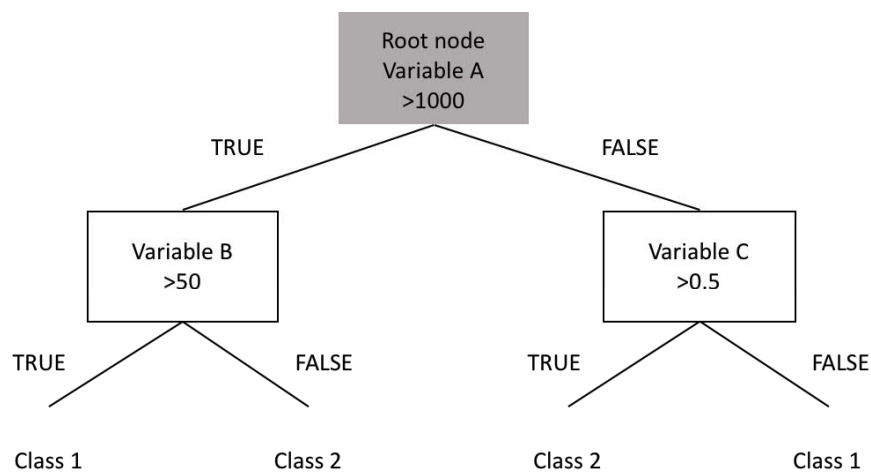 Root node
Variable A
>1000
TRUE
FALSE
Variable B
>50
Variable C
>0.5
TRUE
FALSE
TRUE
FALSE
Class 1
Class 2
Class 2
Class 1